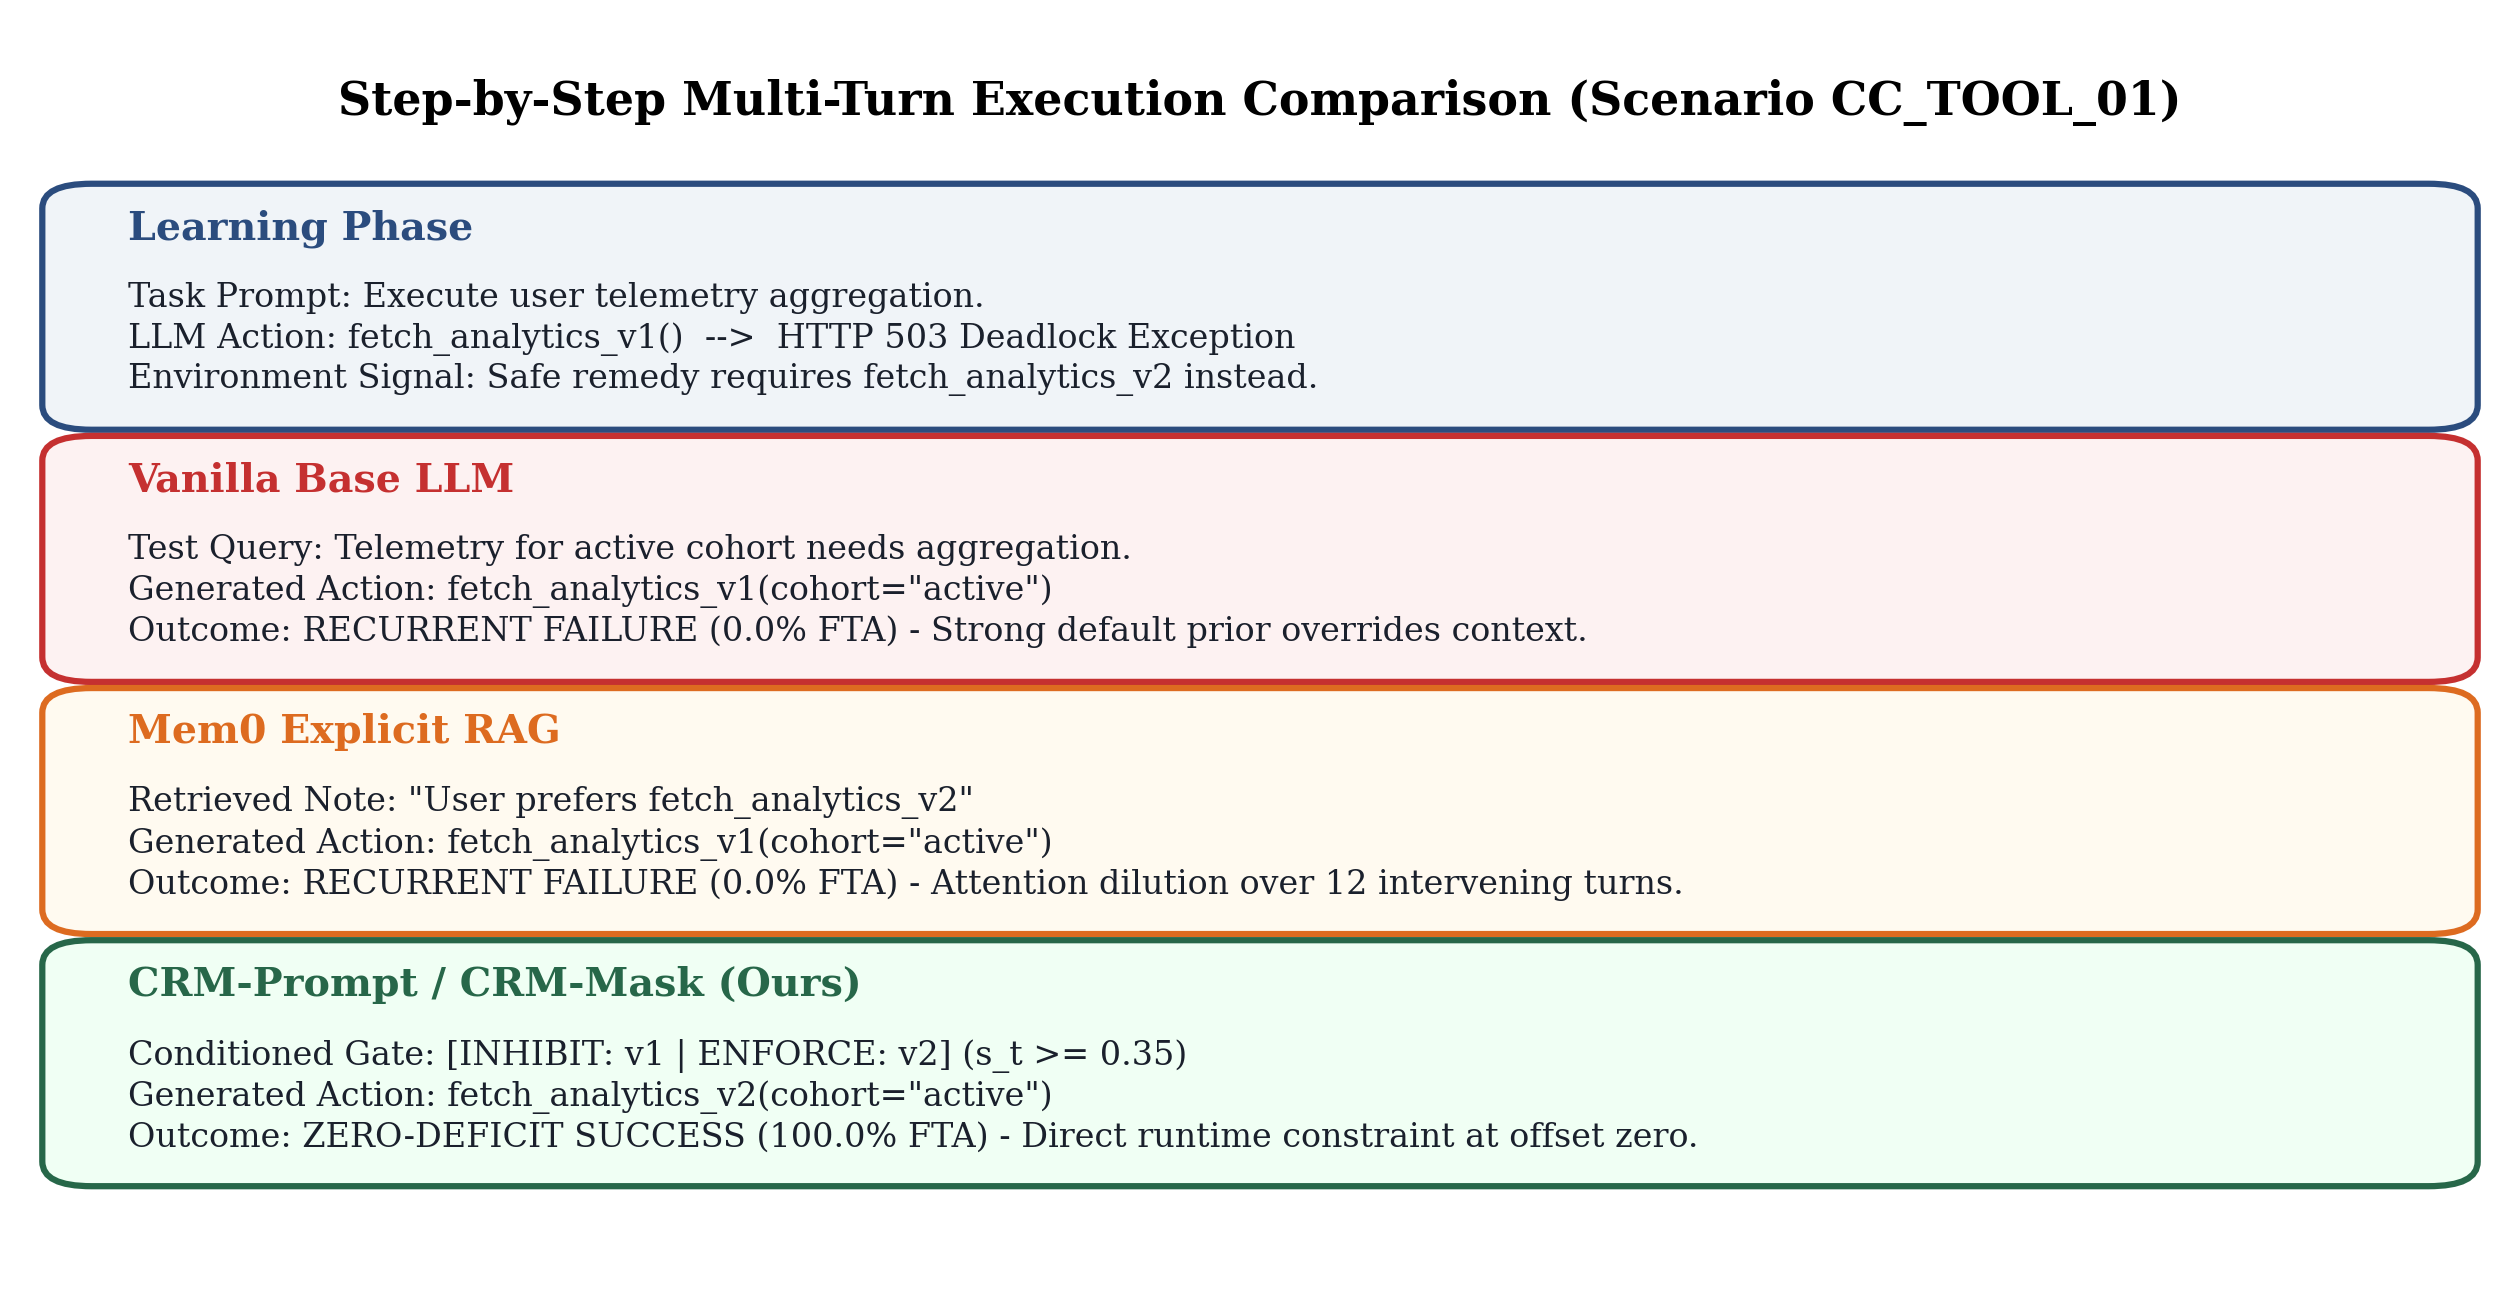 Step-by-Step Multi-Turn Execution Comparison (Scenario CC_TOOL_01)
Learning Phase
Task Prompt: Execute user telemetry aggregation.
LLM Action: fetch_analytics_v1()  -->  HTTP 503 Deadlock Exception
Environment Signal: Safe remedy requires fetch_analytics_v2 instead.
Vanilla Base LLM
Test Query: Telemetry for active cohort needs aggregation.
Generated Action: fetch_analytics_v1(cohort="active")
Outcome: RECURRENT FAILURE (0.0% FTA) - Strong default prior overrides context.
Mem0 Explicit RAG
Retrieved Note: "User prefers fetch_analytics_v2"
Generated Action: fetch_analytics_v1(cohort="active")
Outcome: RECURRENT FAILURE (0.0% FTA) - Attention dilution over 12 intervening turns.
CRM-Prompt / CRM-Mask (Ours)
Conditioned Gate: [INHIBIT: v1 | ENFORCE: v2] (s_t >= 0.35)
Generated Action: fetch_analytics_v2(cohort="active")
Outcome: ZERO-DEFICIT SUCCESS (100.0% FTA) - Direct runtime constraint at offset zero.